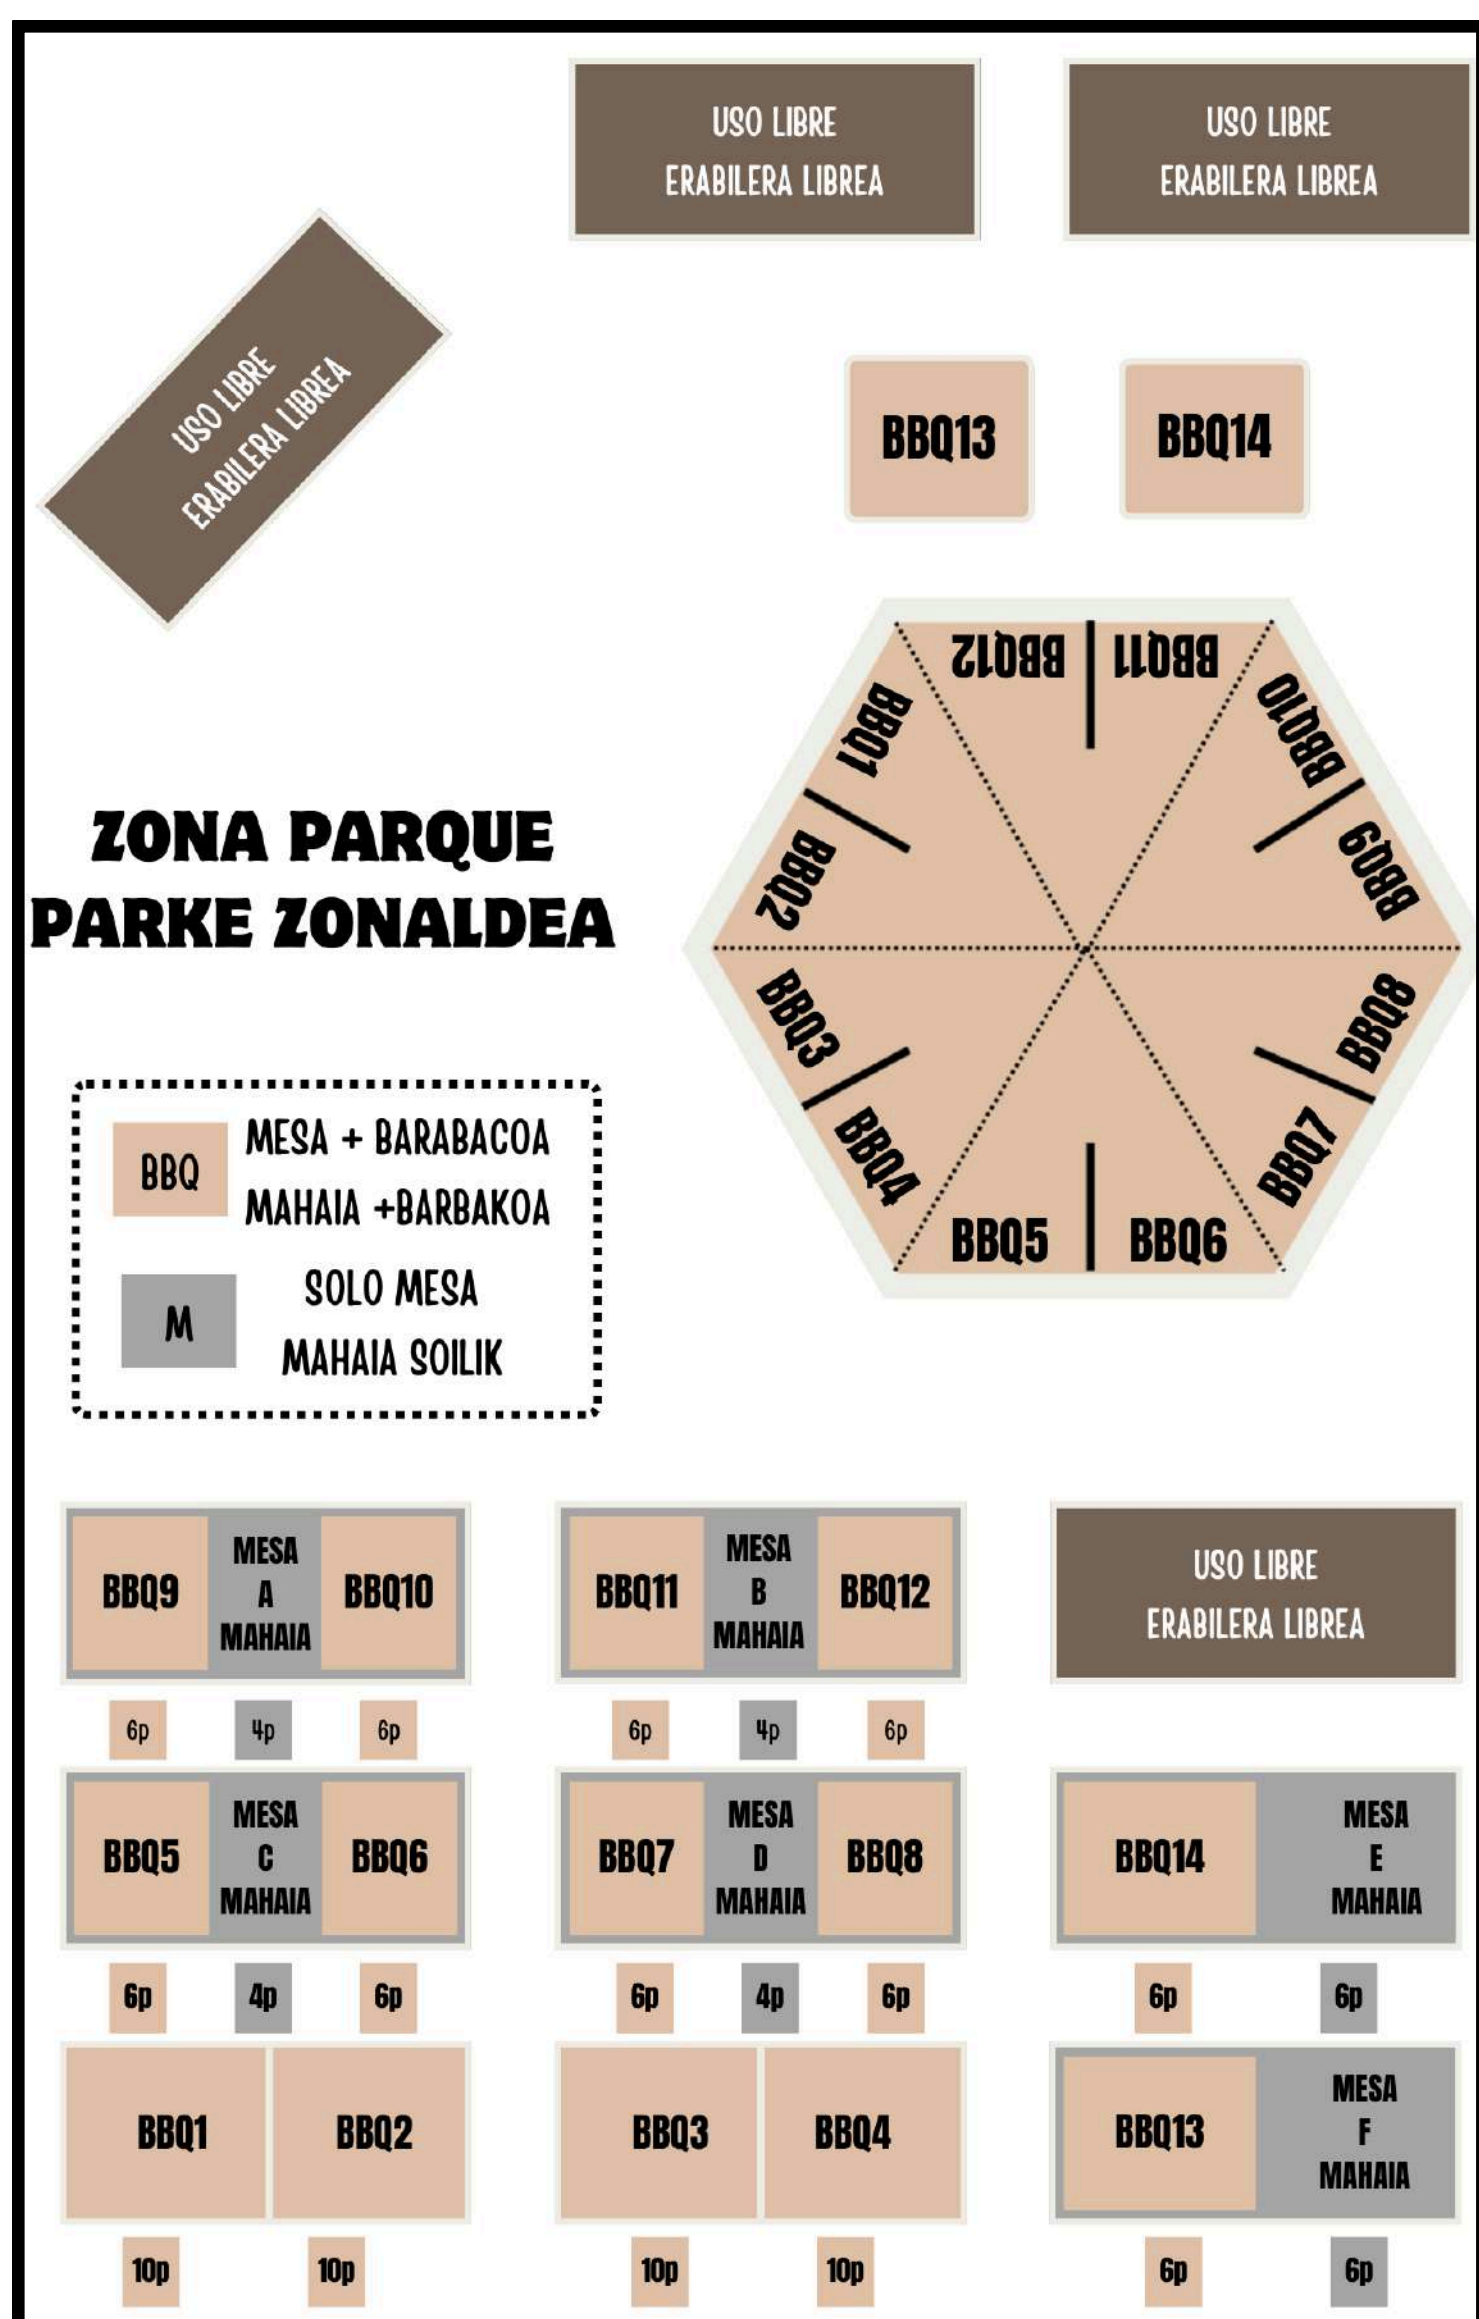 USO LIBRE
ERABILERA LIBREA
USO LIBRE
ERABILERA LIBREA
USO LIBRE
ERABILERA LIBREA
BBQ13
BBQ14
BBQ12
BBQ11
BBQ1
BBQ10
BBQ2
BBQ9
BBQ3
BBQ8
BBQ4
BBQ7
BBQ5
BBQ6
ZONA PARQUE
PARKE ZONALDEA
BBQ
MESA + BARABACOA
MAHAIA +BARBAKOA
M
SOLO MESA
MAHAIA SOILIK
BBQ9
MESA
A
MAHAIA
BBQ10
BBQ11
MESA
B
MAHAIA
BBQ12
USO LIBRE
ERABILERA LIBREA
6p
4p
6p
6p
4p
6p
BBQ5
MESA
C
MAHAIA
BBQ6
BBQ7
MESA
D
MAHAIA
BBQ8
BBQ14
MESA
E
MAHAIA
6p
4p
6p
6p
4p
6p
6p
6p
BBQ1
BBQ2
BBQ3
BBQ4
BBQ13
MESA
F
MAHAIA
10p
10p
10p
10p
6p
6p